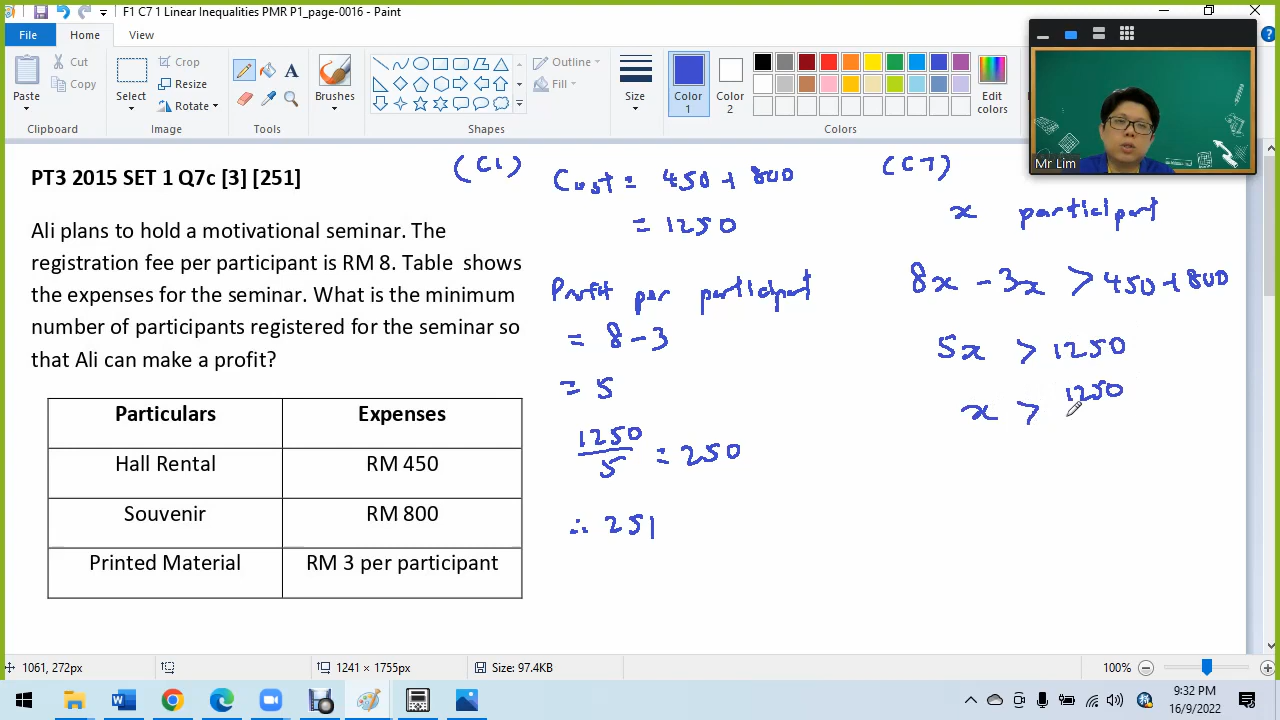 F1 C7 1 Linear Inequalities PMR P1_page-0016 - Paint
File Home View
Paste Cut Copy
Clipboard
Select Crop Resize Rotate
Image
Tools
Brushes
Outline Fill
Shapes
Size
Color 1 Color 2
Edit colors
Colors
Mr Lim
PT3 2015 SET 1 Q7c [3] [251]
Ali plans to hold a motivational seminar. The
registration fee per participant is RM 8. Table shows
the expenses for the seminar. What is the minimum
number of participants registered for the seminar so
that Ali can make a profit?
Particulars Expenses
Hall Rental RM 450
Souvenir RM 800
Printed Material RM 3 per participant
(C1)
Cost = 450 + 800
= 1250
Profit per participant
= 8 - 3
= 5
1250/5 = 250
∴ 251
(C7)
x participant
8x - 3x > 450 + 800
5x > 1250
x > 1250
1061, 272px 1241 × 1755px Size: 97.4KB 100%
9:32 PM
16/9/2022